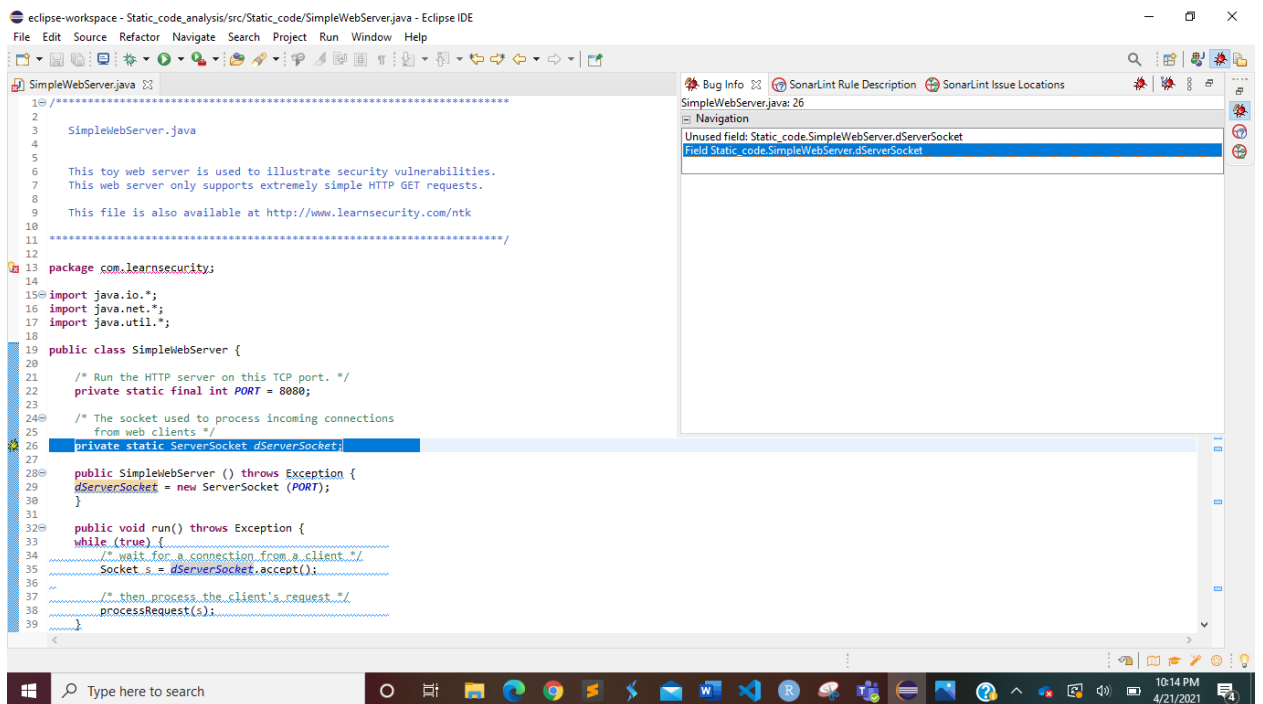 eclipse-workspace - Static_code_analysis/src/Static_code/SimpleWebServer.java - Eclipse IDE
File Edit Source Refactor Navigate Search Project Run Window Help
SimpleWebServer.java
Bug Info SonarLint Rule Description SonarLint Issue Locations
SimpleWebServer.java: 26
Navigation
Unused field: Static_code.SimpleWebServer.dServerSocket
Field Static_code.SimpleWebServer.dServerSocket
1 /***********************************************************************
2
3 SimpleWebServer.java
4
5
6 This toy web server is used to illustrate security vulnerabilities.
7 This web server only supports extremely simple HTTP GET requests.
8
9 This file is also available at http://www.learnsecurity.com/ntk
10
11 ***********************************************************************/
12
13 package com.learnsecurity;
14
15 import java.io.*;
16 import java.net.*;
17 import java.util.*;
18
19 public class SimpleWebServer {
20
21 /* Run the HTTP server on this TCP port. */
22 private static final int PORT = 8080;
23
24 /* The socket used to process incoming connections
25 from web clients */
26 private static ServerSocket dServerSocket;
27
28 public SimpleWebServer () throws Exception {
29 dServerSocket = new ServerSocket (PORT);
30 }
31
32 public void run() throws Exception {
33 while (true) {
34 /* wait for a connection from a client */
35 Socket s = dServerSocket.accept();
36
37 /* then process the client's request */
38 processRequest(s);
39 }
Type here to search
10:14 PM
4/21/2021
4